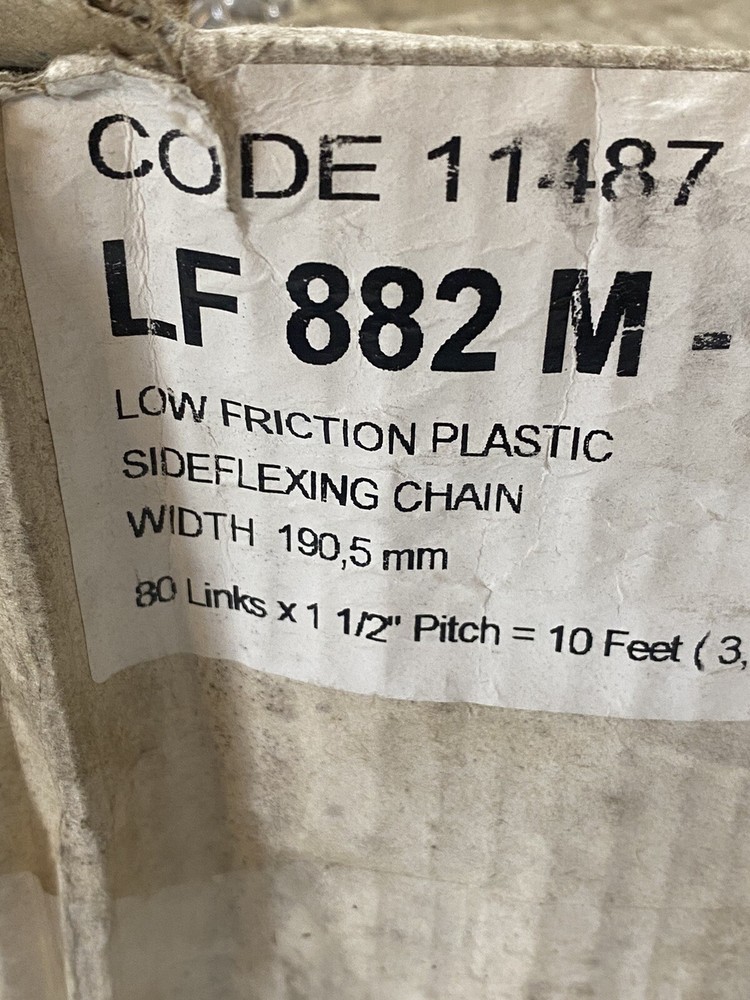 CODE 11487
LF 882 M -
LOW FRICTION PLASTIC
SIDEFLEXING CHAIN
WIDTH 190,5 mm
80 Links x 1 1/2" Pitch = 10 Feet ( 3,